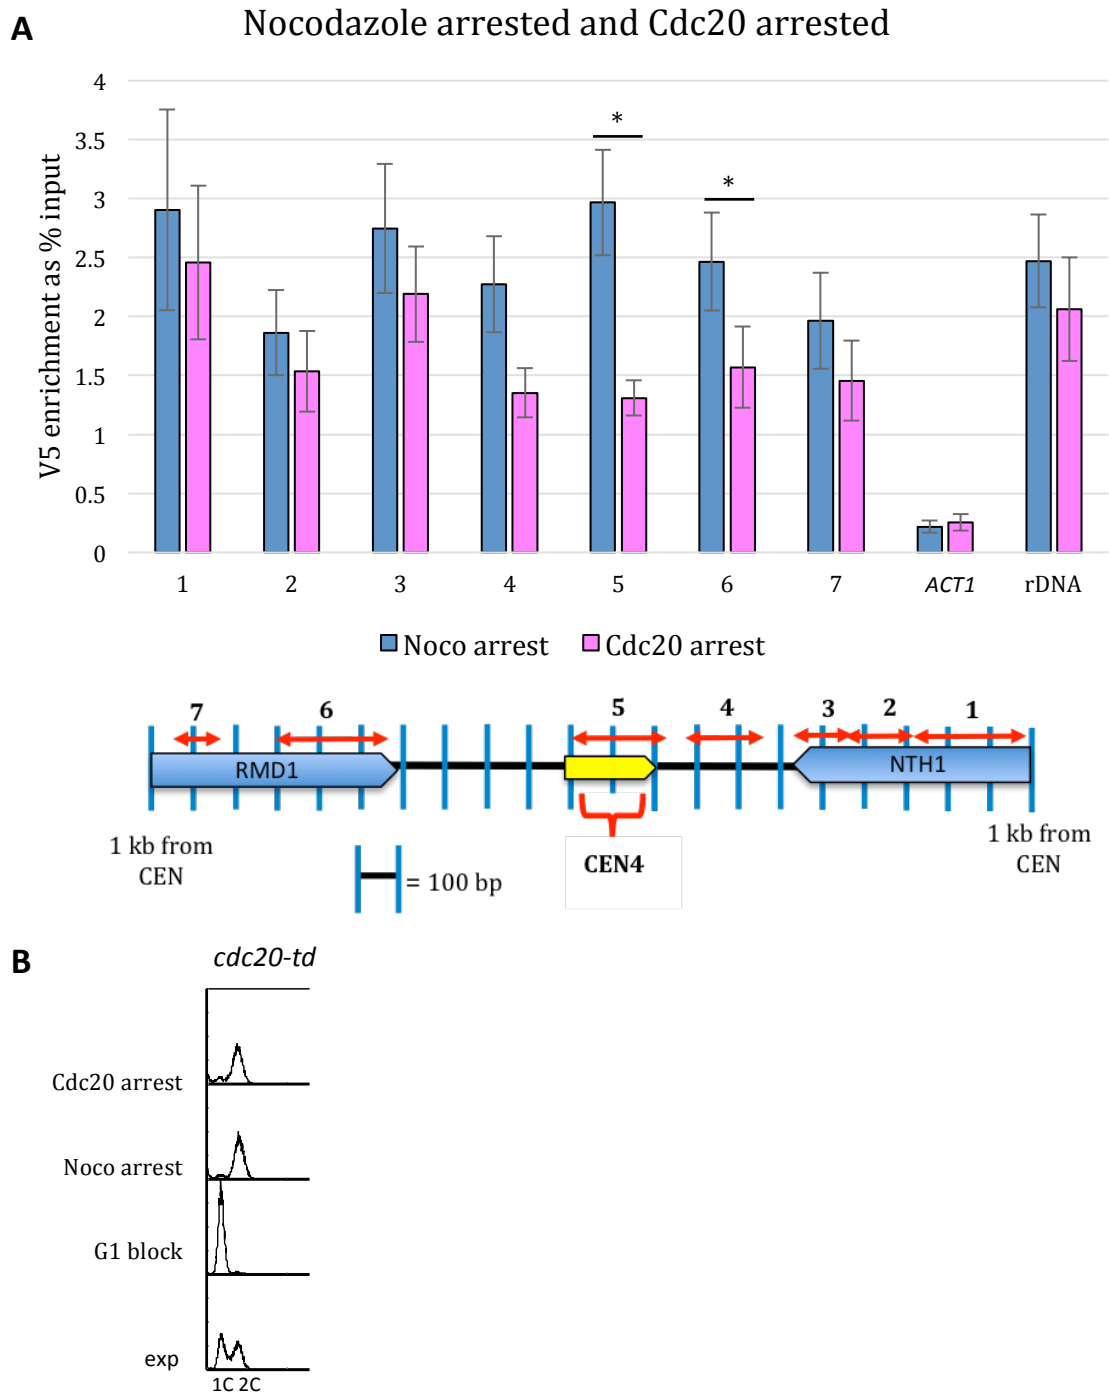 A
Nocodazole arrested and Cdc20 arrested
V5 enrichment as % input
4
3.5
3
2.5
2
1.5
1
0.5
0
*
*
1 2 3 4 5 6 7 ACT1 rDNA
Noco arrest Cdc20 arrest
7 6 5 4 3 2 1
RMD1 NTH1
1 kb from
CEN
= 100 bp
CEN4
1 kb from
CEN
B
cdc20-td
Cdc20 arrest
Noco arrest
G1 block
exp
1C 2C